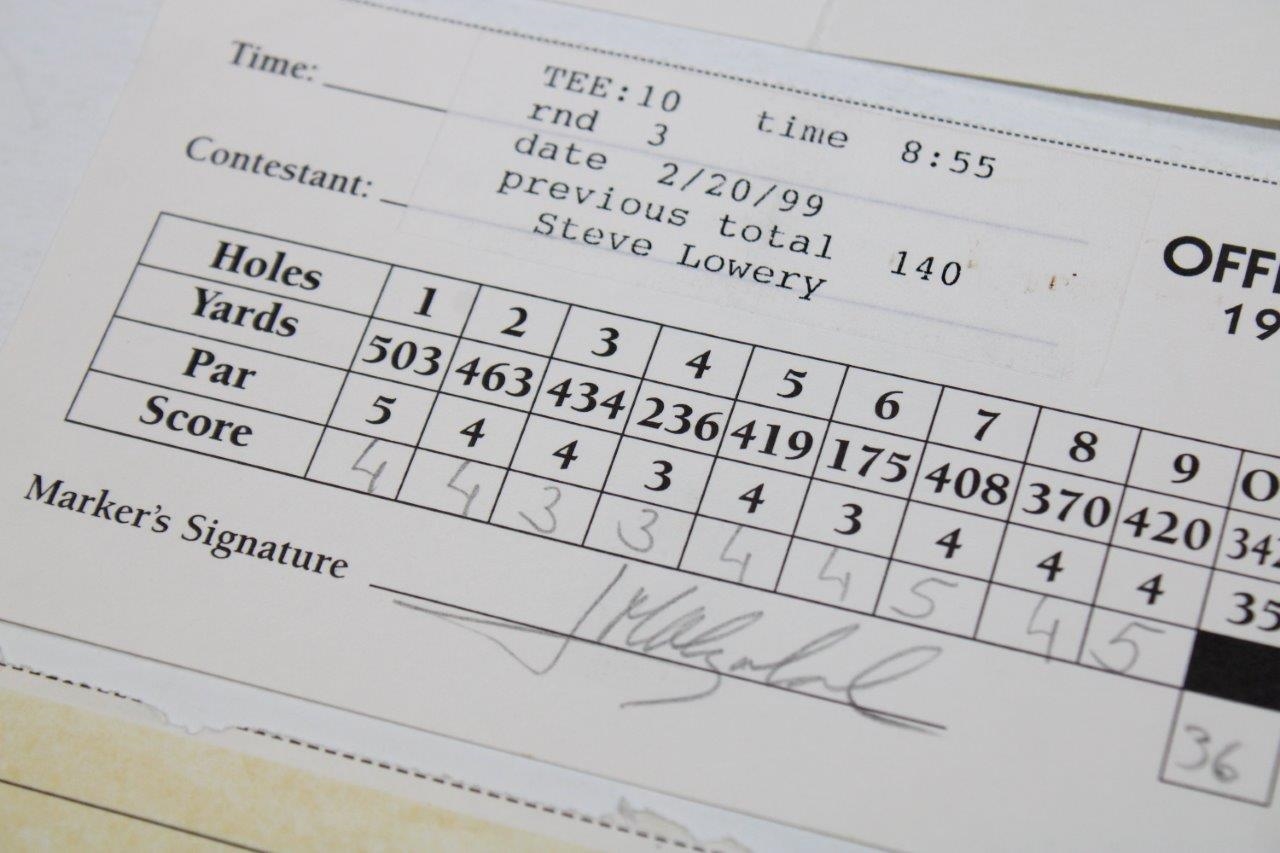 Time:
TEE:10 time 8:55
rnd 3
date 2/20/99
Contestant:
previous total 140
Steve Lowery
OFFI
19
Holes 1 2 3 4 5 6 7 8 9 O
Yards 503 463 434 236 419 175 408 370 420 342
Par 5 4 4 3 4 3 4 4 4 35
Score 4 4 3 3 4 4 5 4 5
36
Marker's Signature